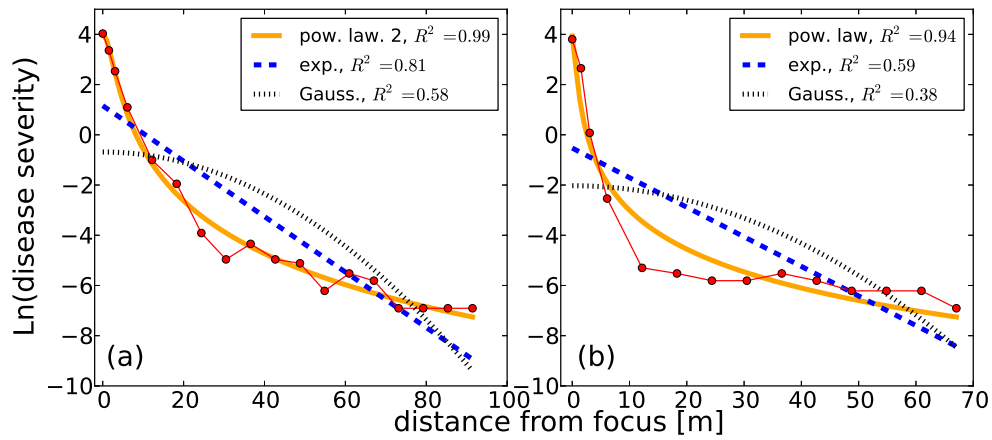 pow. law. 2, R² =0.99
exp., R² =0.81
Gauss., R² =0.58
pow. law, R² =0.94
exp., R² =0.59
Gauss., R² =0.38
Ln(disease severity)
4
2
0
−2
−4
−6
−8
−10
4
2
0
−2
−4
−6
−8
−10
(a)
(b)
0 20 40 60 80 100
0 10 20 30 40 50 60 70
distance from focus [m]